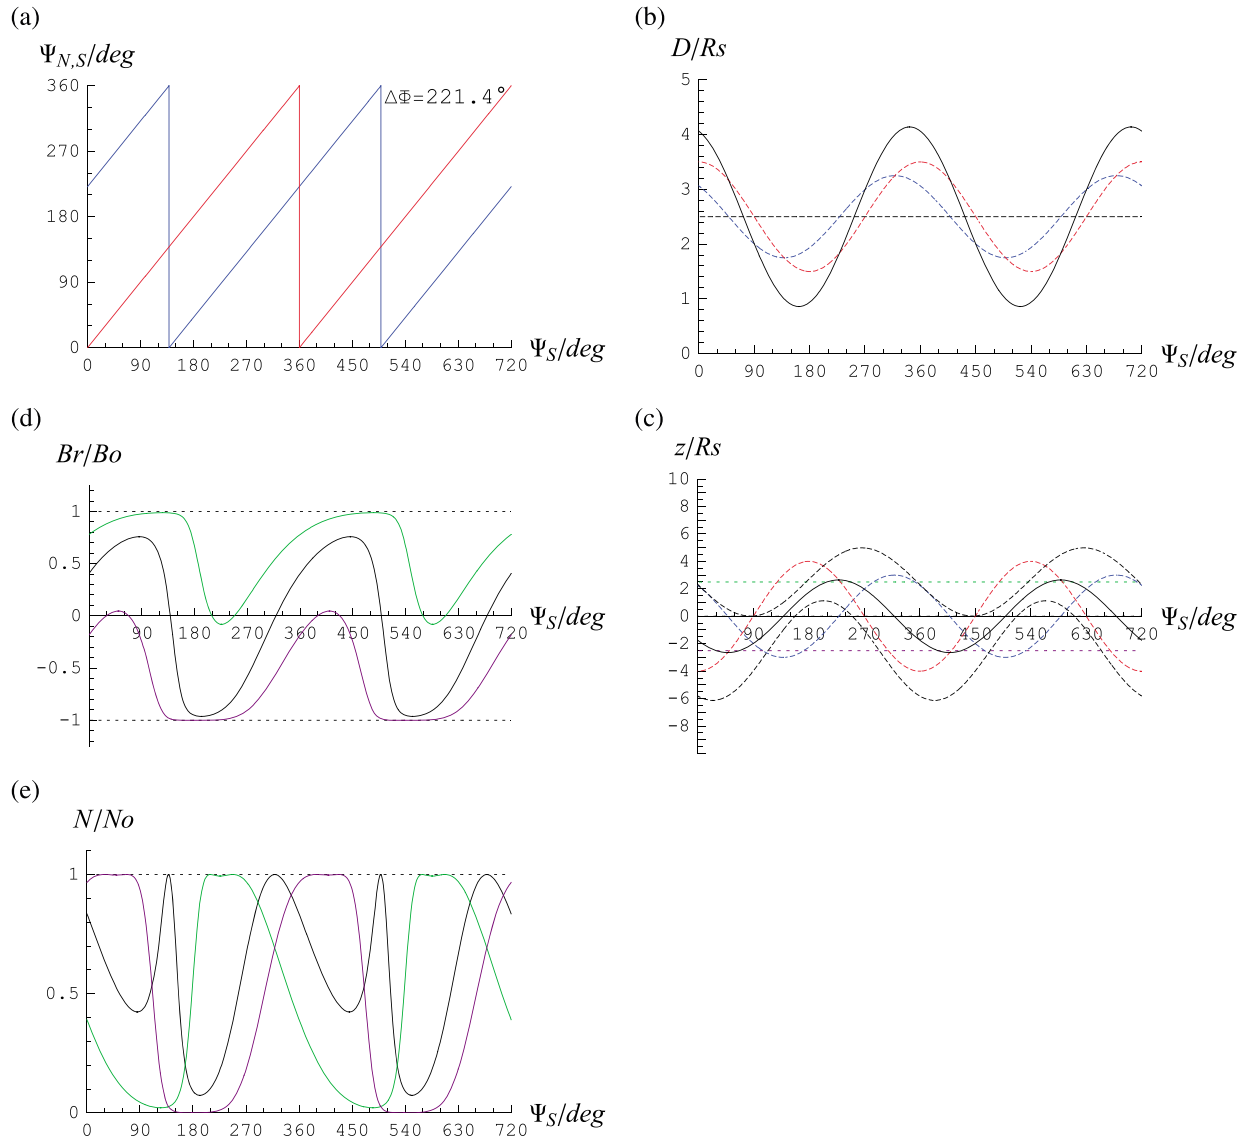 (a)
Ψ_{N,S}/deg
360
270
180
90
0
ΔΦ=221.4°
0 90 180 270 360 450 540 630 720
Ψ_S/deg
(b)
D/Rs
5
4
3
2
1
0
0 90 180 270 360 450 540 630 720
Ψ_S/deg
(d)
Br/Bo
1
0.5
0
-0.5
-1
90 180 270 360 450 540 630 720
Ψ_S/deg
(c)
z/Rs
10
8
6
4
2
0
-2
-4
-6
-8
90 180 270 360 450 540 630 720
Ψ_S/deg
(e)
N/No
1
0.5
0
0 90 180 270 360 450 540 630 720
Ψ_S/deg